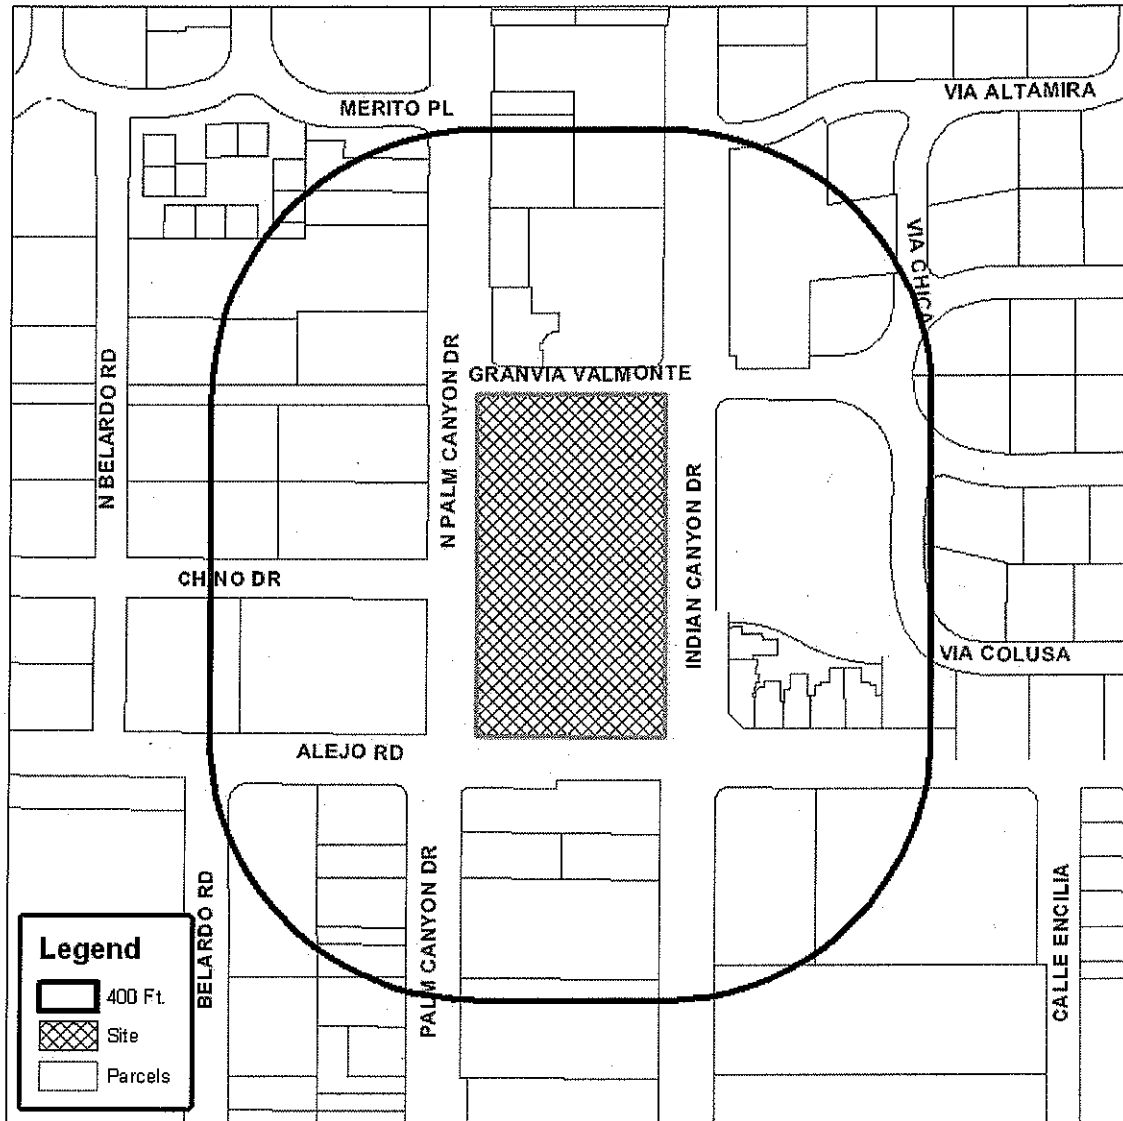 MERITO PL
VIA ALTAMIRA
VIA CHICA
N BELARDO RD
N PALM CANYON DR
GRANVIA VALMONTE
INDIAN CANYON DR
CHINO DR
VIA COLUSA
ALEJO RD
BELARDO RD
PALM CANYON DR
CALLE ENCILIA
Legend
400 Ft.
Site
Parcels